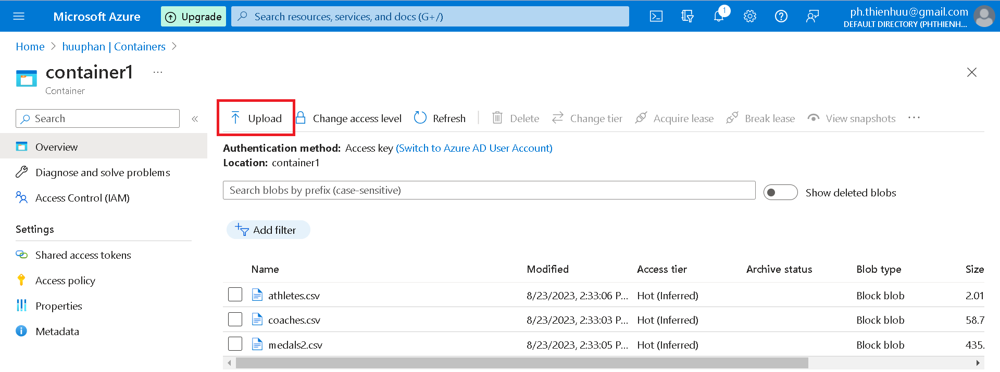 Microsoft Azure
Upgrade
Search resources, services, and docs (G+/)
1
ph.thienhuu@gmail.com
DEFAULT DIRECTORY (PHTHIENH...
Home > huuphan | Containers >
container1 ...
Container
Search «
Upload Change access level Refresh Delete Change tier Acquire lease Break lease View snapshots ...
Overview
Diagnose and solve problems
Access Control (IAM)
Settings
Shared access tokens
Access policy
Properties
Metadata
Authentication method: Access key (Switch to Azure AD User Account)
Location: container1
Search blobs by prefix (case-sensitive)
Show deleted blobs
Add filter
Name Modified Access tier Archive status Blob type Size
athletes.csv 8/23/2023, 2:33:06 P... Hot (Inferred) Block blob 2.01
coaches.csv 8/23/2023, 2:33:03 P... Hot (Inferred) Block blob 58.7
medals2.csv 8/23/2023, 2:33:05 P... Hot (Inferred) Block blob 435.